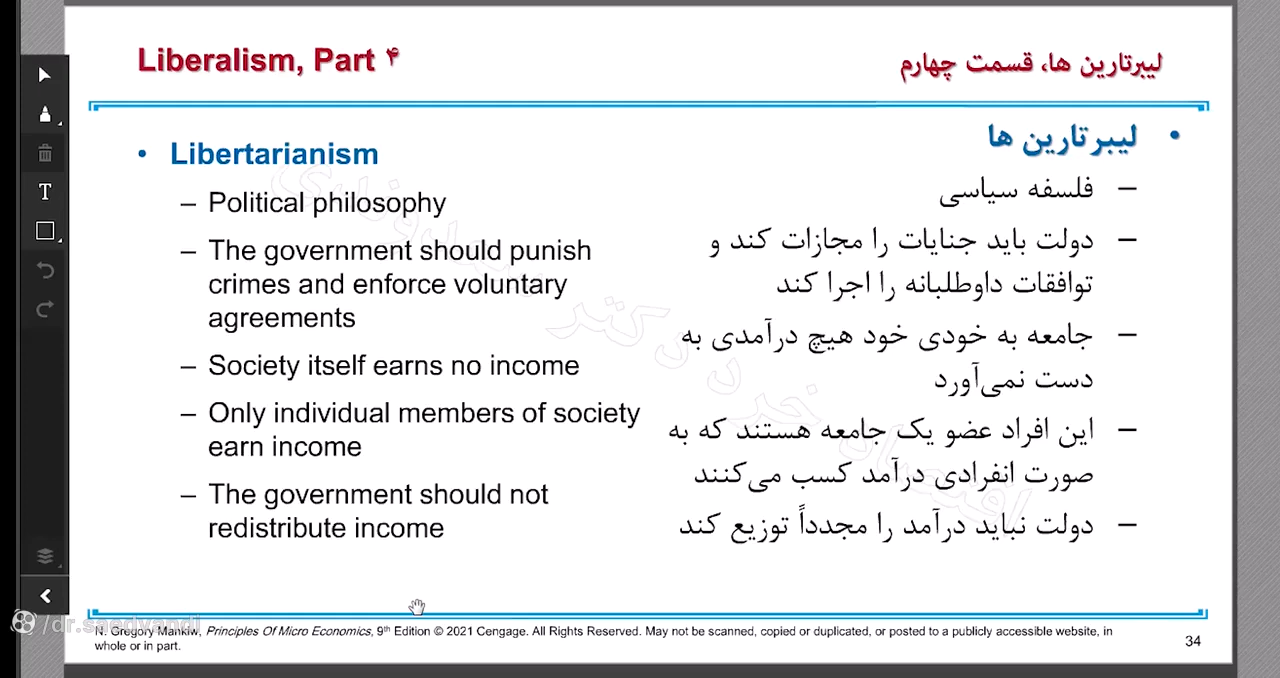 Liberalism, Part ۴
لیبرتارین ها، قسمت چهارم
• Libertarianism
– Political philosophy
– The government should punish
crimes and enforce voluntary
agreements
– Society itself earns no income
– Only individual members of society
earn income
– The government should not
redistribute income
• لیبرتارین ها
– فلسفه سیاسی
– دولت باید جنایات را مجازات کند و
توافقات داوطلبانه را اجرا کند
– جامعه به خودی خود هیچ درآمدی به
دست نمی‌آورد
– این افراد عضو یک جامعه هستند که به
صورت انفرادی درآمد کسب می‌کنند
– دولت نباید درآمد را مجدداً توزیع کند
اقتصاد خرد دکتر سعدوندی
/dr.saedvandi
N. Gregory Mankiw, Principles Of Micro Economics, 9th Edition © 2021 Cengage. All Rights Reserved. May not be scanned, copied or duplicated, or posted to a publicly accessible website, in
whole or in part.
34
T